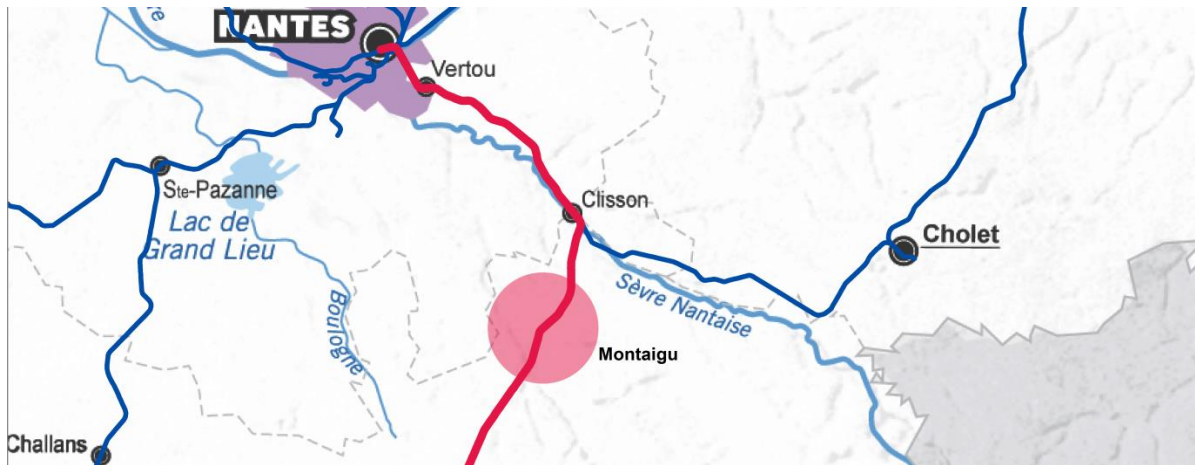 NANTES
Vertou
Ste-Pazanne
Lac de
Grand Lieu
Clisson
Cholet
Sèvre Nantaise
Boulogne
Montaigu
Challans